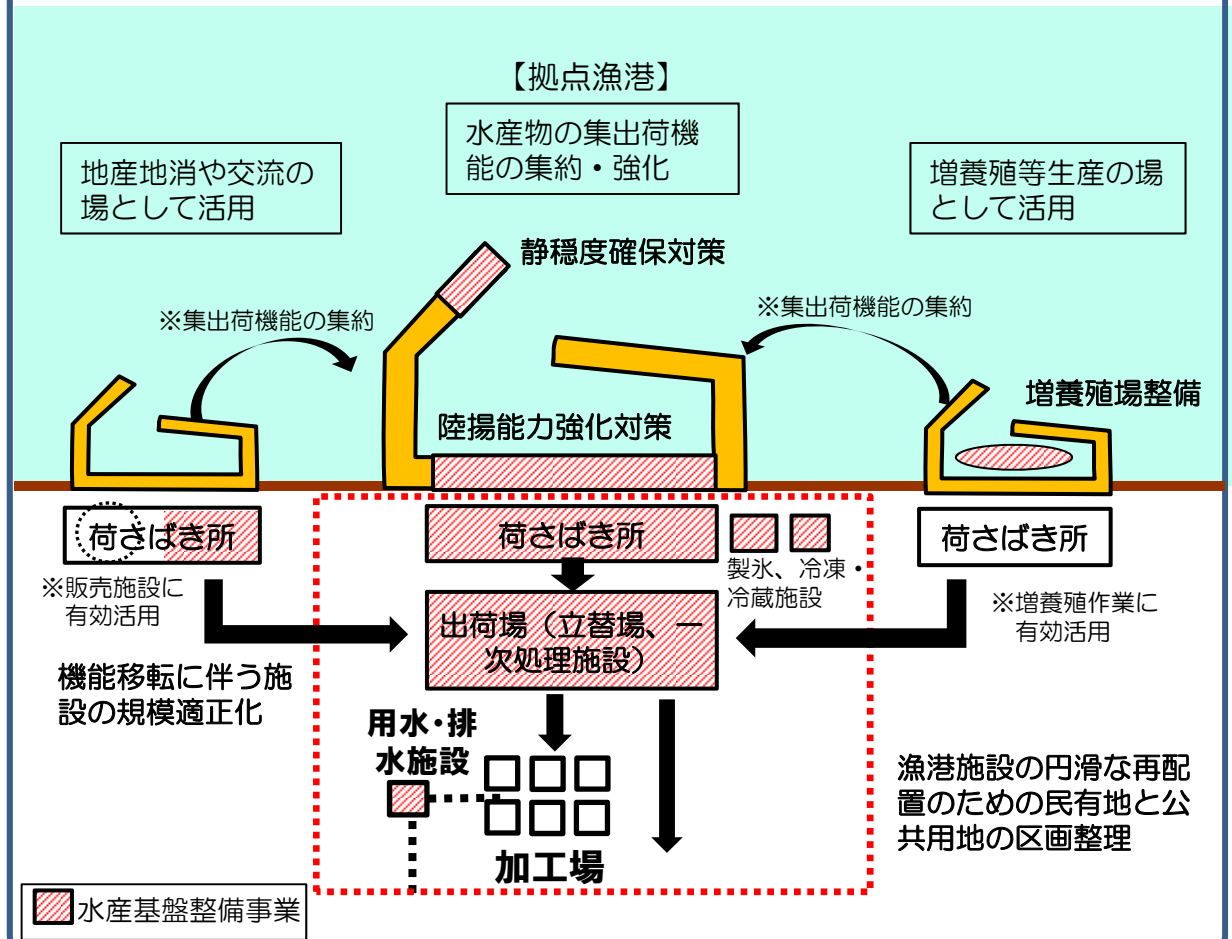 【拠点漁港】
水産物の集出荷機
能の集約・強化
地産地消や交流の
場として活用
増養殖等生産の場
として活用
静穏度確保対策
※集出荷機能の集約
※集出荷機能の集約
増養殖場整備
陸揚能力強化対策
荷さばき所
荷さばき所
荷さばき所
製氷、冷凍・
冷蔵施設
※販売施設に
有効活用
※増養殖作業に
有効活用
出荷場（立替場、一
次処理施設）
機能移転に伴う施
設の規模適正化
用水・排
水施設
漁港施設の円滑な再配
置のための民有地と公
共用地の区画整理
加工場
水産基盤整備事業